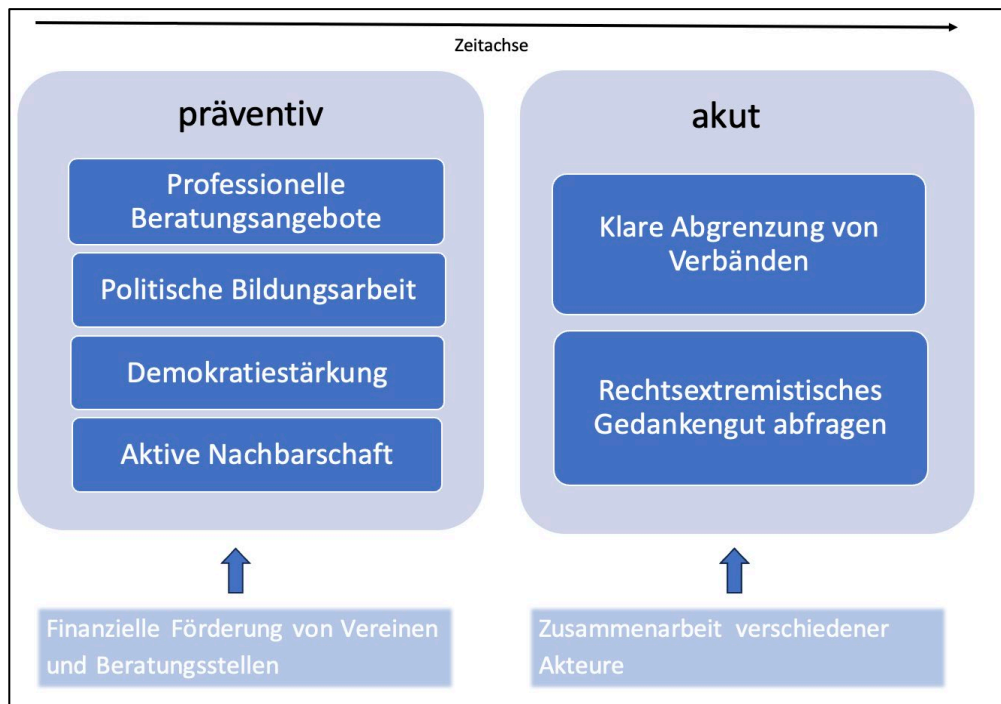 Zeitachse
präventiv
Professionelle
Beratungsangebote
Politische Bildungsarbeit
Demokratiestärkung
Aktive Nachbarschaft
akut
Klare Abgrenzung von
Verbänden
Rechtsextremistisches
Gedankengut abfragen
Finanzielle Förderung von Vereinen
und Beratungsstellen
Zusammenarbeit verschiedener
Akteure